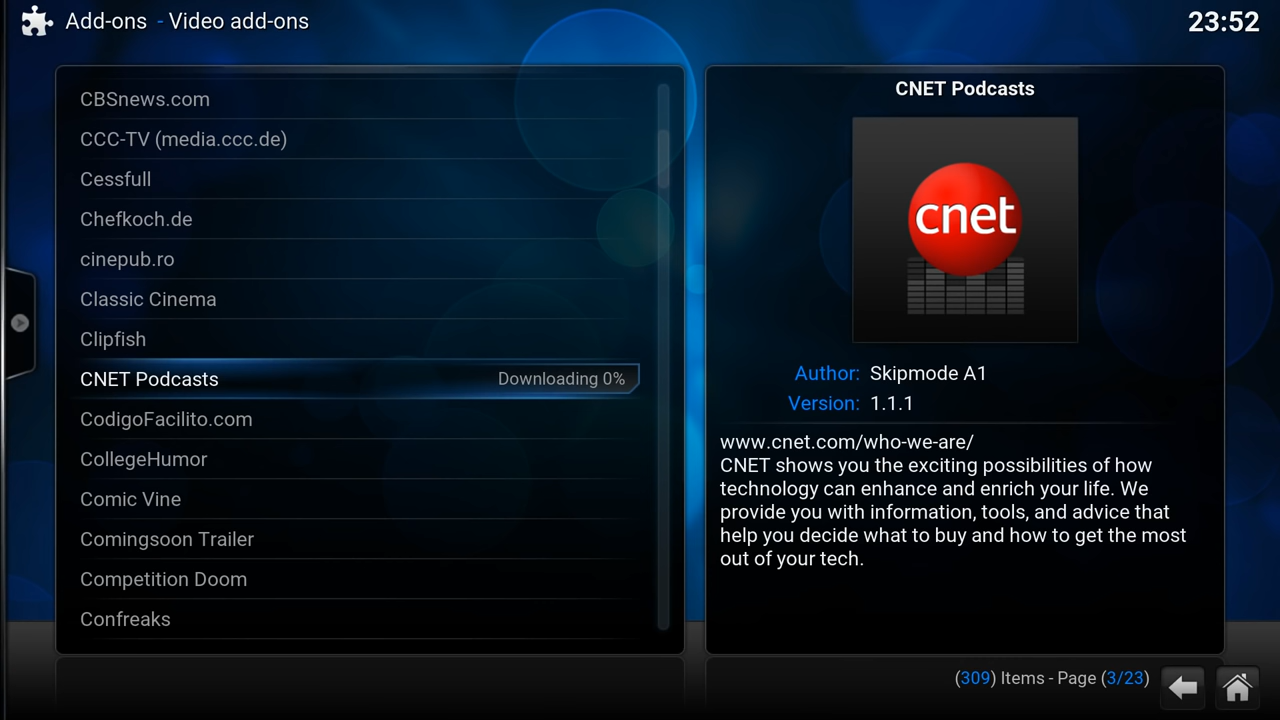 Add-ons - Video add-ons
23:52
CBSnews.com
CCC-TV (media.ccc.de)
Cessfull
Chefkoch.de
cinepub.ro
Classic Cinema
Clipfish
CNET Podcasts Downloading 0%
CodigoFacilito.com
CollegeHumor
Comic Vine
Comingsoon Trailer
Competition Doom
Confreaks
CNET Podcasts
cnet
Author: Skipmode A1
Version: 1.1.1
www.cnet.com/who-we-are/
CNET shows you the exciting possibilities of how
technology can enhance and enrich your life. We
provide you with information, tools, and advice that
help you decide what to buy and how to get the most
out of your tech.
(309) Items - Page (3/23)